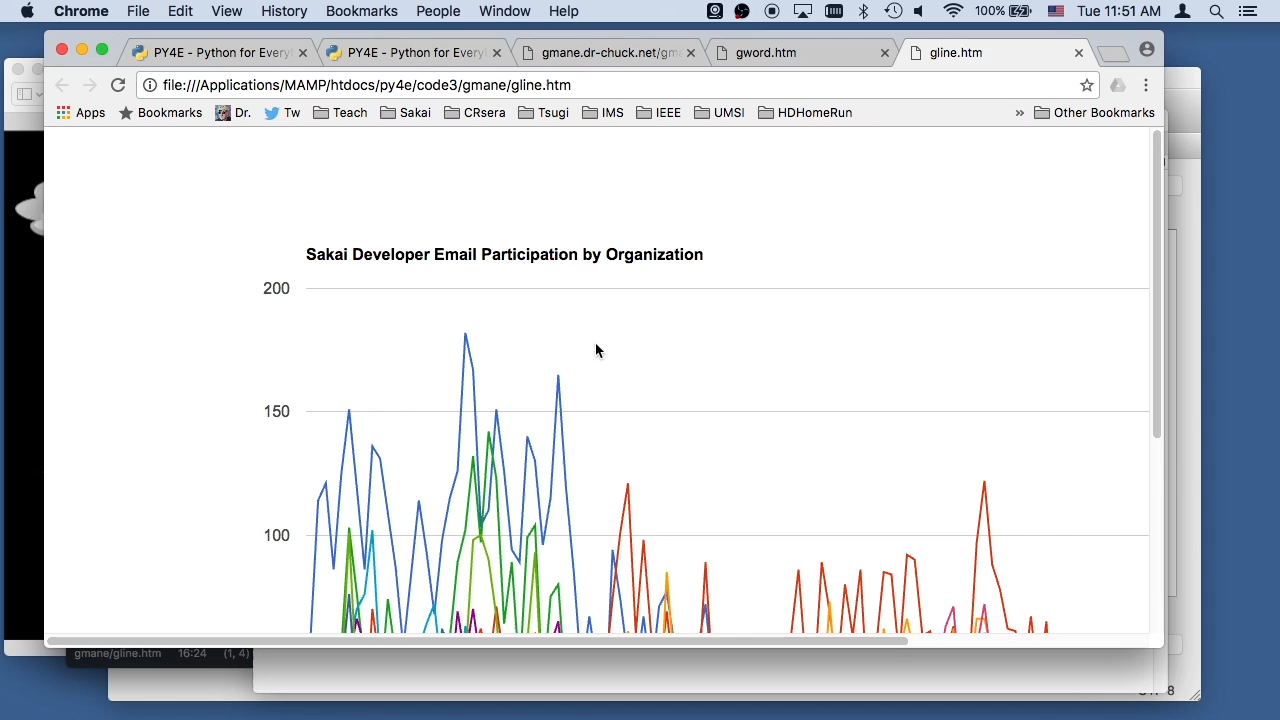 Chrome File Edit View History Bookmarks People Window Help 100% Tue 11:51 AM
PY4E - Python for Every PY4E - Python for Every gmane.dr-chuck.net/gma gword.htm gline.htm
file:///Applications/MAMP/htdocs/py4e/code3/gmane/gline.htm
Apps Bookmarks Dr. Tw Teach Sakai CRsera Tsugi IMS IEEE UMSI HDHomeRun » Other Bookmarks
Sakai Developer Email Participation by Organization
200
150
100
gmane/gline.htm 16:24 (1, 4)